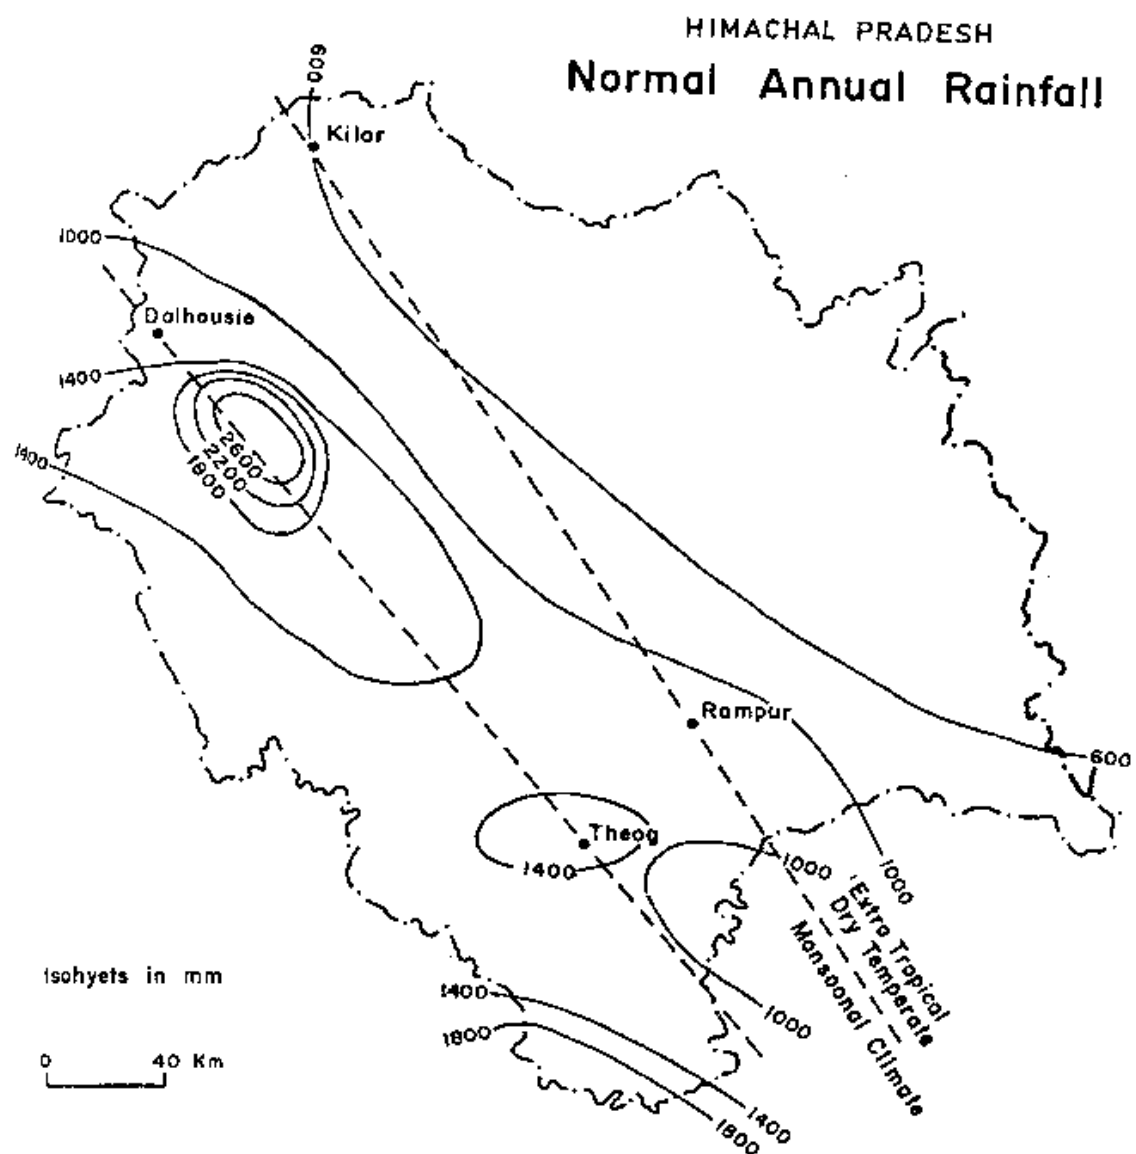 HIMACHAL PRADESH
Normal Annual Rainfall
600
Kilar
1000
Dalhousie
1400
1400
2600
2200
1800
Rampur
600
Theog
1400
1000
1000
'Extra Tropical
Dry Temperate
Monsoonal Climate
1000
Isohyets in mm
0 40 Km
1400
1800
1400
1800